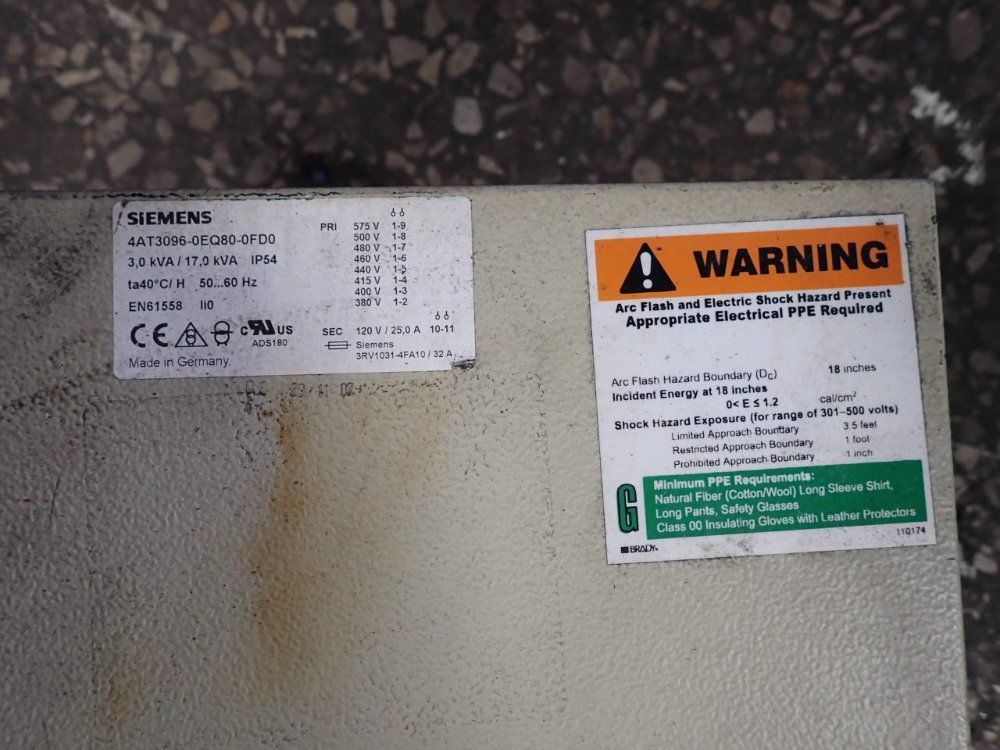 SIEMENS
4AT3096-0EQ80-0FD0
3,0 kVA / 17,0 kVA IP54
ta40°C/ H 50...60 Hz
EN61558 Ii0
CE
c RU US
ADS180
Made in Germany
PRI 575 V 1-9
500 V 1-8
480 V 1-7
460 V 1-6
440 V 1-5
415 V 1-4
400 V 1-3
380 V 1-2
SEC 120 V / 25,0 A 10-11
Siemens
3RV1031-4FA10 / 32 A
WARNING
Arc Flash and Electric Shock Hazard Present
Appropriate Electrical PPE Required
Arc Flash Hazard Boundary (DC) 18 inches
Incident Energy at 18 inches
0< E ≤ 1.2 cal/cm²
Shock Hazard Exposure (for range of 301–500 volts)
Limited Approach Boundary 3.5 feet
Restricted Approach Boundary 1 foot
Prohibited Approach Boundary 1 inch
G
Minimum PPE Requirements:
Natural Fiber (Cotton/Wool) Long Sleeve Shirt,
Long Pants, Safety Glasses
Class 00 Insulating Gloves with Leather Protectors
BRADY.
110174